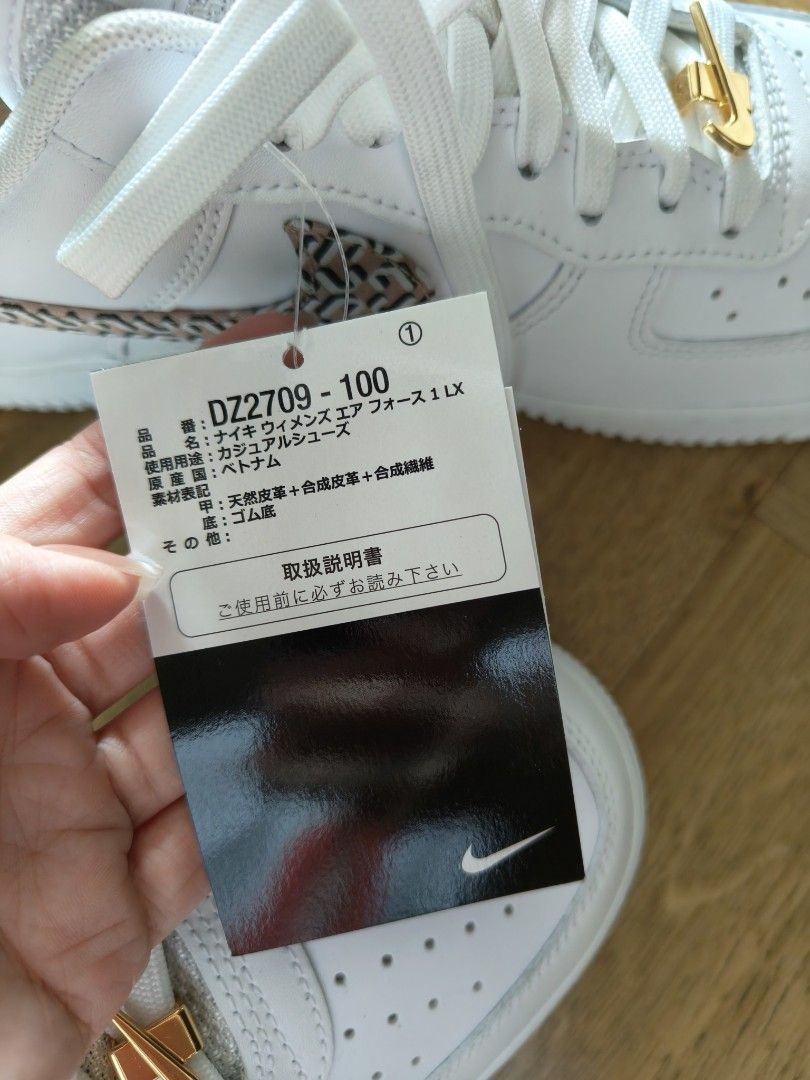 ①
品番：DZ2709 - 100
品名：ナイキ ウィメンズ エア フォース 1 LX
使用用途：カジュアルシューズ
原産国：ベトナム
素材表記
甲：天然皮革＋合成皮革＋合成繊維
底：ゴム底
その他：
取扱説明書
ご使用前に必ずお読み下さい